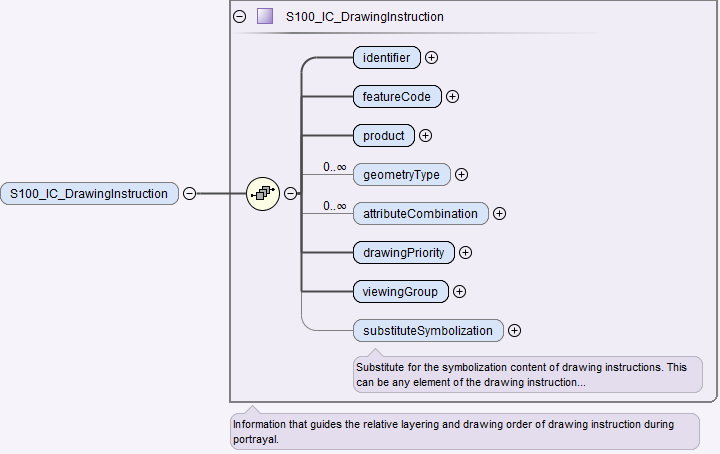 S100_IC_DrawingInstruction
identifier
featureCode
product
0..∞
geometryType
0..∞
attributeCombination
S100_IC_DrawingInstruction
drawingPriority
viewingGroup
substituteSymbolization
Substitute for the symbolization content of drawing instructions. This
can be any element of the drawing instruction...
Information that guides the relative layering and drawing order of drawing instruction during
portrayal.